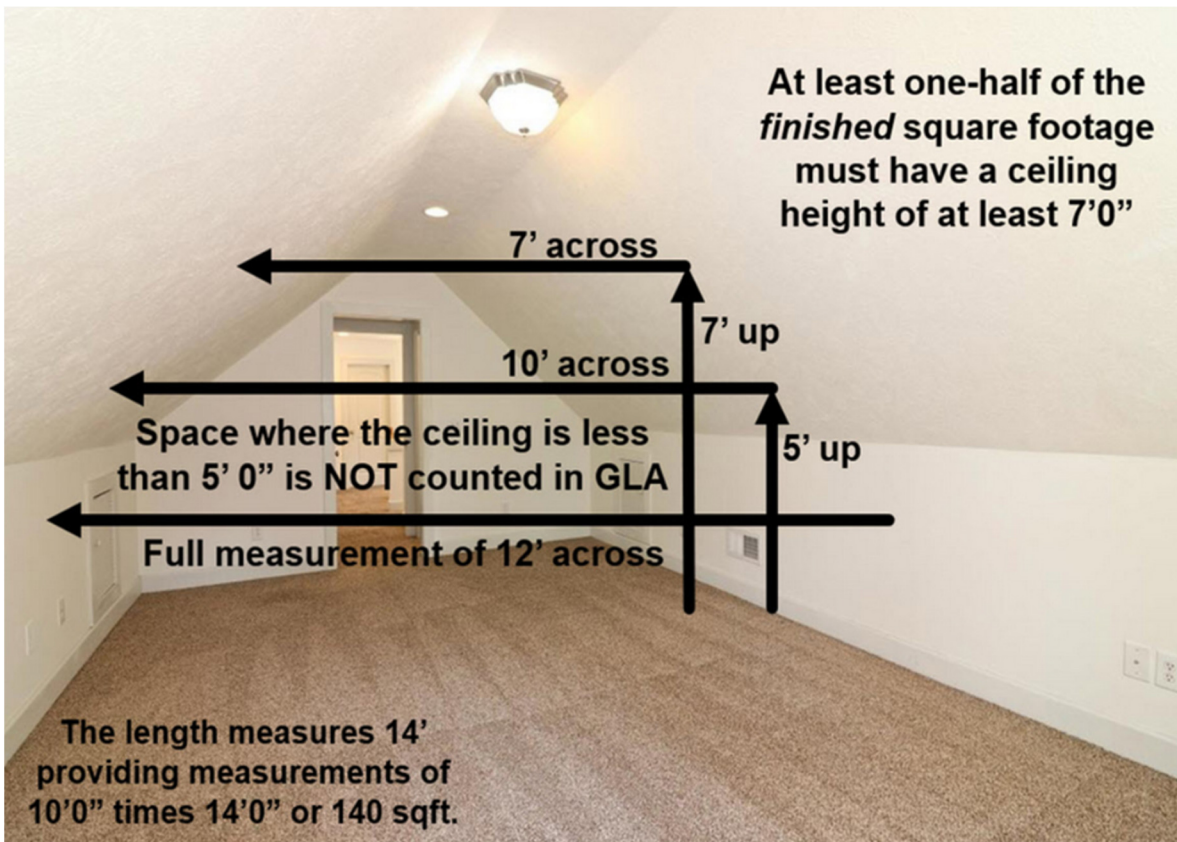 At least one-half of the
finished square footage
must have a ceiling
height of at least 7’0”
7’ across
7’ up
10’ across
Space where the ceiling is less
than 5’ 0” is NOT counted in GLA
5’ up
Full measurement of 12’ across
The length measures 14’
providing measurements of
10’0” times 14’0” or 140 sqft.